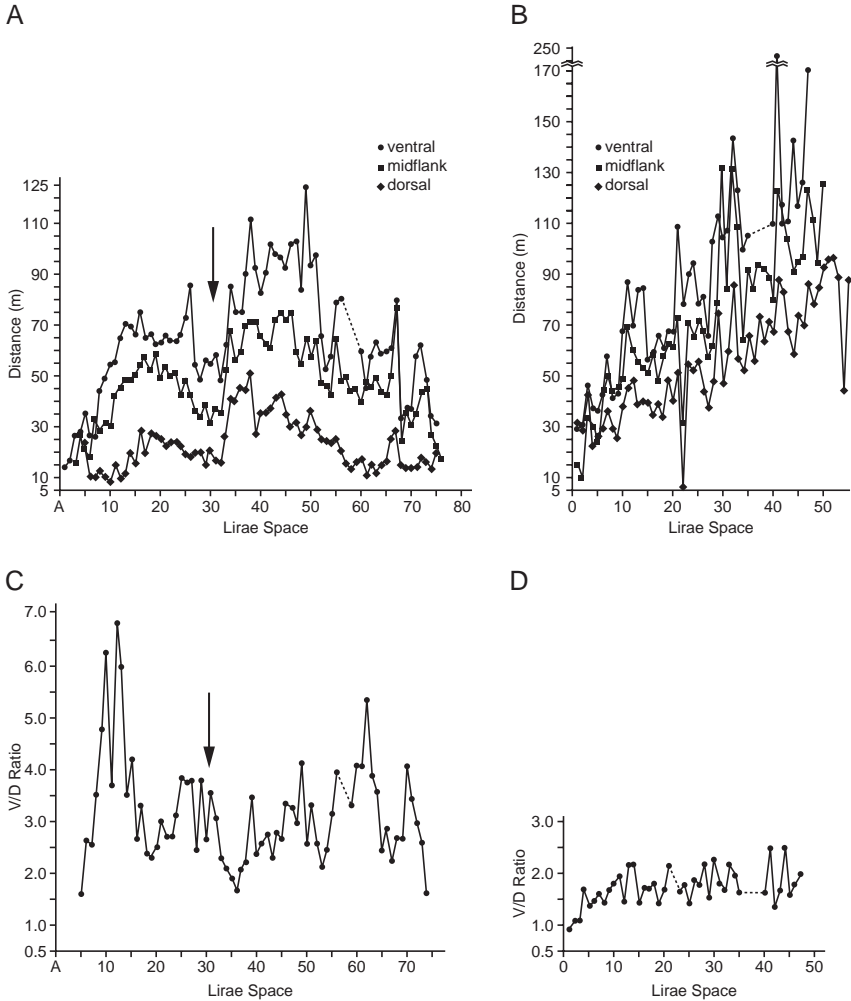 A
B
ventral
midflank
dorsal
125
110
90
70
50
30
10
5
Distance (m)
A 10 20 30 40 50 60 70 80
Lirae Space
250
170
150
130
110
90
70
50
30
10
5
Distance (m)
ventral
midflank
dorsal
0 10 20 30 40 50
Lirae Space
C
D
7.0
6.0
5.0
4.0
3.0
2.0
1.0
0.5
V/D Ratio
A 10 20 30 40 50 60 70
Lirae Space
3.0
2.0
1.0
0.5
V/D Ratio
0 10 20 30 40 50
Lirae Space